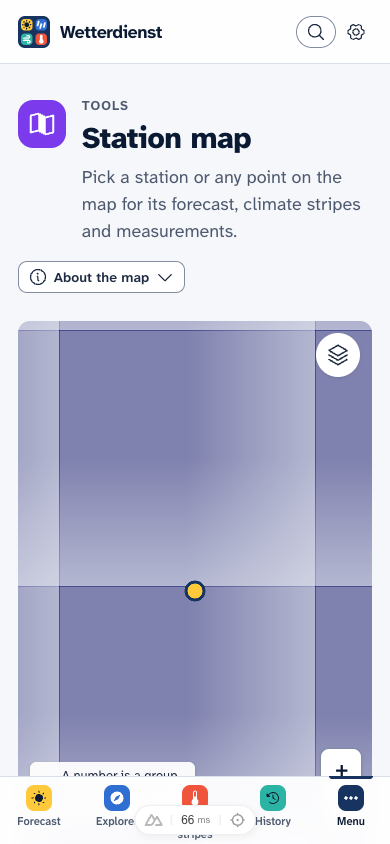 Wetterdienst
TOOLS
Station map
Pick a station or any point on the
map for its forecast, climate stripes
and measurements.
About the map
A number is a group
+
Forecast
Explore
stripes
History
Menu
66 ms